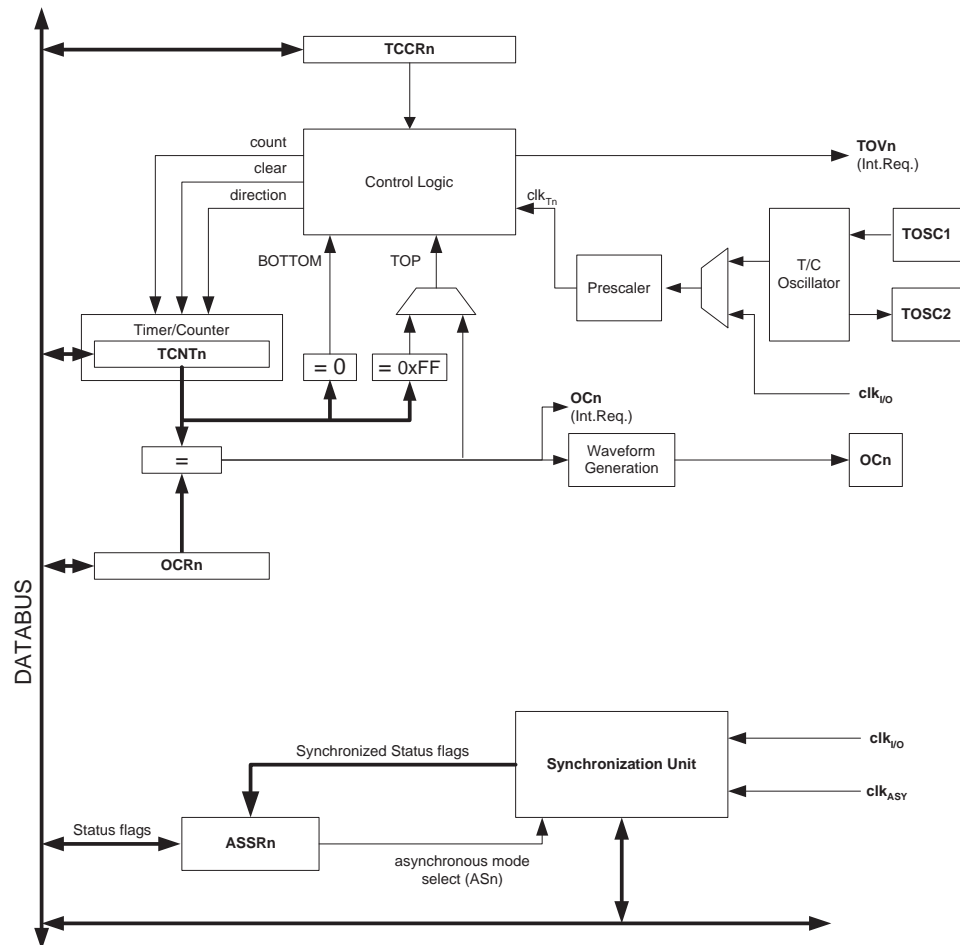 TCCRn
count
clear
direction
Control Logic
clkTn
TOVn
(Int.Req.)
BOTTOM
TOP
Prescaler
T/C
Oscillator
TOSC1
TOSC2
clkI/O
Timer/Counter
TCNTn
= 0
= 0xFF
OCn
(Int.Req.)
=
Waveform
Generation
OCn
OCRn
DATABUS
Synchronized Status flags
Synchronization Unit
clkI/O
clkASY
Status flags
ASSRn
asynchronous mode
select (ASn)